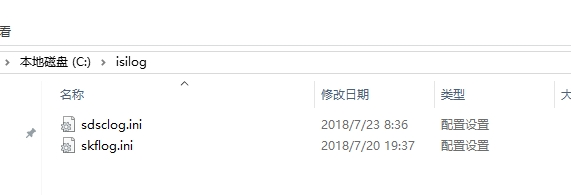 看
本地磁盘 (C:) > isilog
名称 修改日期 类型 大
sdsclog.ini 2018/7/23 8:36 配置设置
skflog.ini 2018/7/20 19:37 配置设置